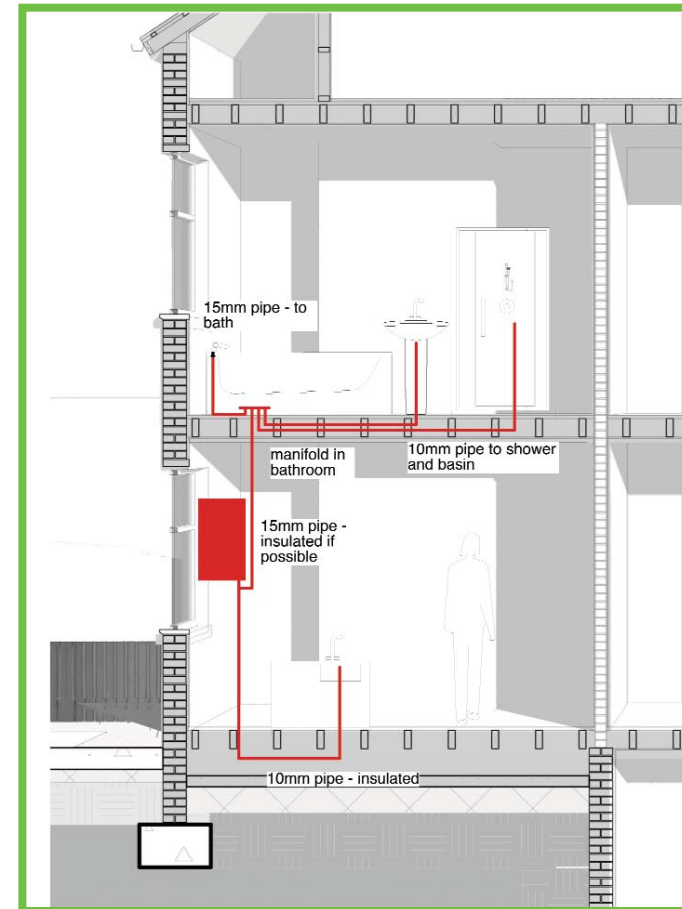 15mm pipe - to
bath
manifold in
bathroom
10mm pipe to shower
and basin
15mm pipe -
insulated if
possible
10mm pipe - insulated